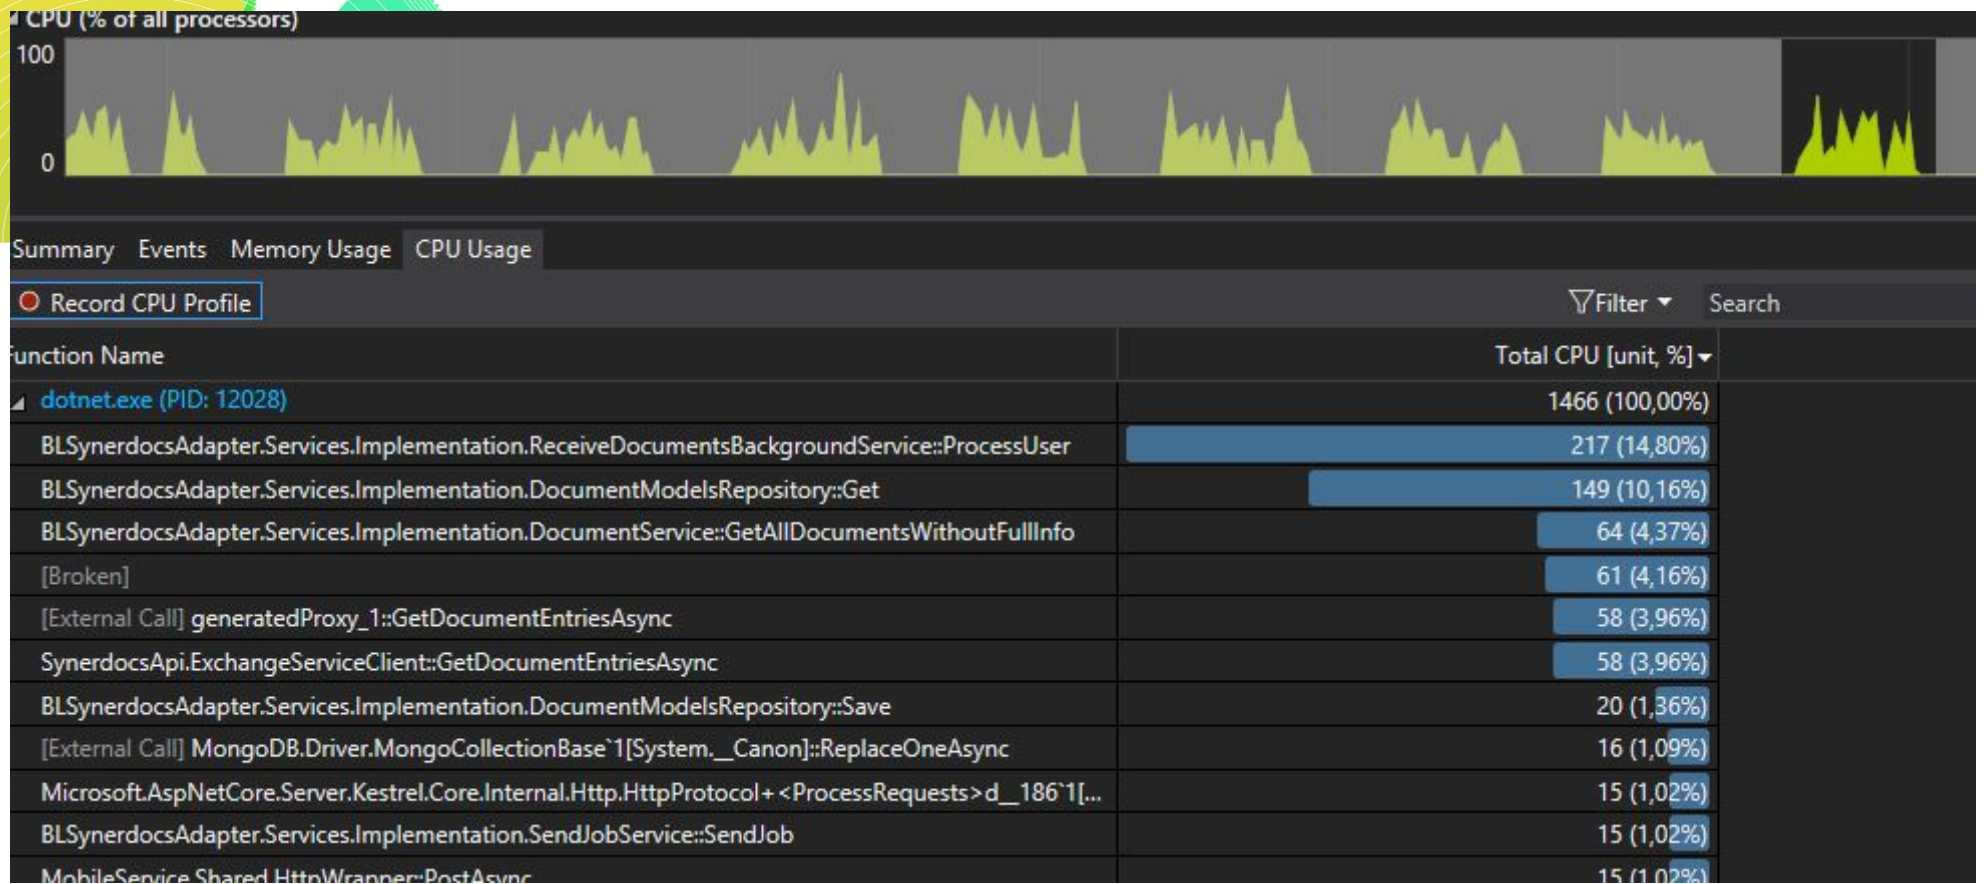 CPU (% of all processors)
100
0
Summary Events Memory Usage CPU Usage
Record CPU Profile Filter Search
Function Name Total CPU [unit, %]
dotnet.exe (PID: 12028) 1466 (100,00%)
BLSynerdocsAdapter.Services.Implementation.ReceiveDocumentsBackgroundService::ProcessUser 217 (14,80%)
BLSynerdocsAdapter.Services.Implementation.DocumentModelsRepository::Get 149 (10,16%)
BLSynerdocsAdapter.Services.Implementation.DocumentService::GetAllDocumentsWithoutFullInfo 64 (4,37%)
[Broken] 61 (4,16%)
[External Call] generatedProxy_1::GetDocumentEntriesAsync 58 (3,96%)
SynerdocsApi.ExchangeServiceClient::GetDocumentEntriesAsync 58 (3,96%)
BLSynerdocsAdapter.Services.Implementation.DocumentModelsRepository::Save 20 (1,36%)
[External Call] MongoDB.Driver.MongoCollectionBase`1[System.__Canon]::ReplaceOneAsync 16 (1,09%)
Microsoft.AspNetCore.Server.Kestrel.Core.Internal.Http.HttpProtocol+<ProcessRequests>d__186`1[... 15 (1,02%)
BLSynerdocsAdapter.Services.Implementation.SendJobService::SendJob 15 (1,02%)
MobileService.Shared.HttpWrapper::PostAsync 15 (1,02%)